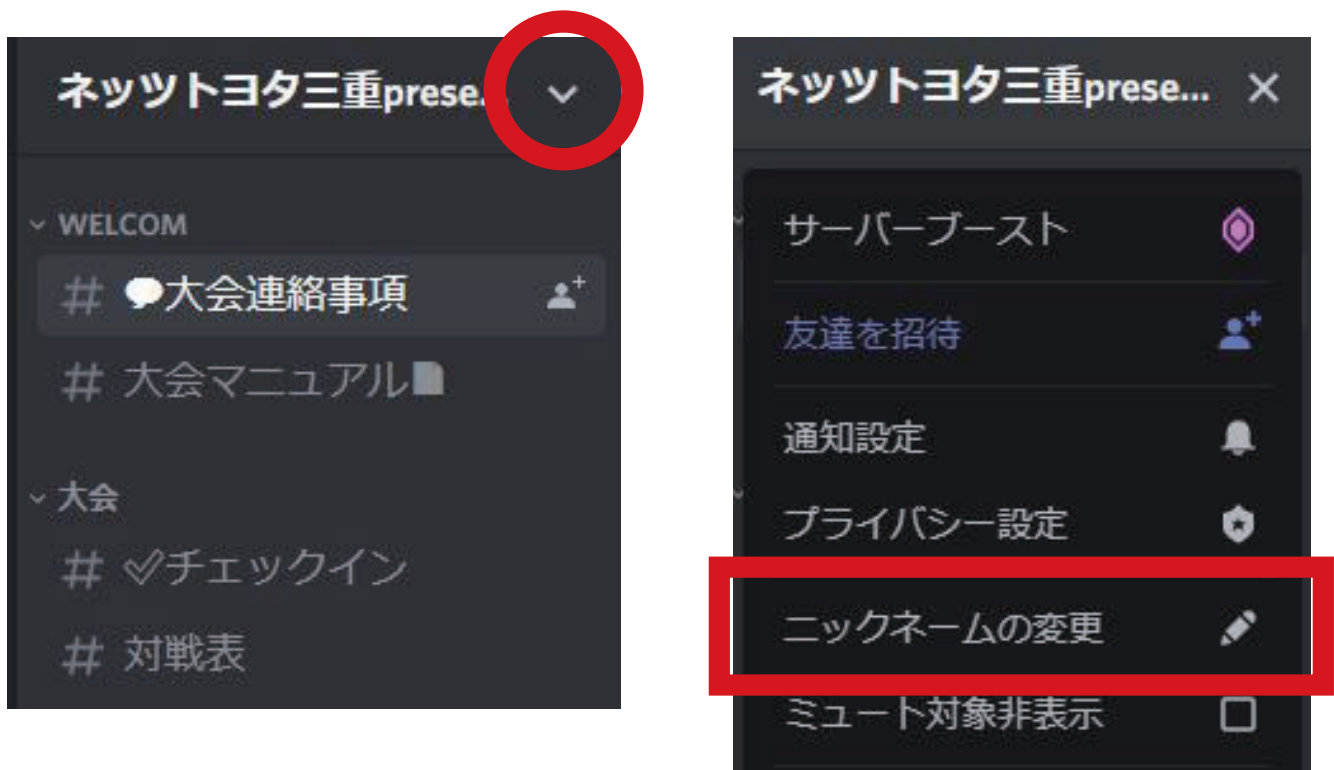 ネッツトヨタ三重prese...
WELCOM
# 💬大会連絡事項
# 大会マニュアル
大会
# ✅チェックイン
# 対戦表
ネッツトヨタ三重prese...
サーバーブースト
友達を招待
通知設定
プライバシー設定
ニックネームの変更
ミュート対象非表示